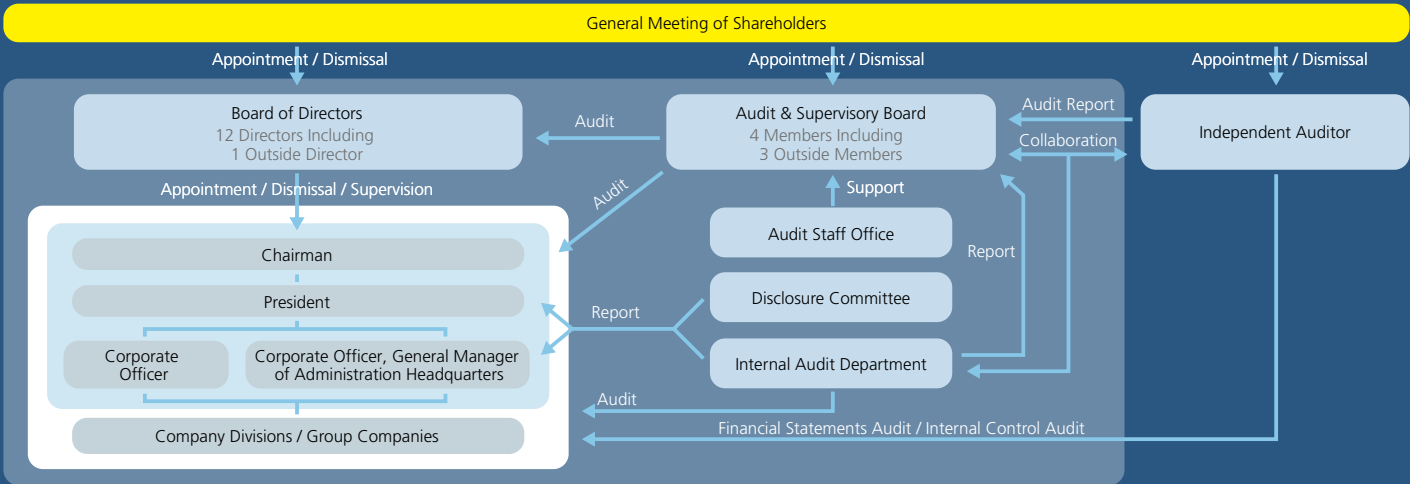 General Meeting of Shareholders
Appointment / Dismissal
Appointment / Dismissal
Appointment / Dismissal
Board of Directors
12 Directors Including
1 Outside Director
Audit
Audit & Supervisory Board
4 Members Including
3 Outside Members
Audit Report
Collaboration
Independent Auditor
Appointment / Dismissal / Supervision
Audit
Support
Audit Staff Office
Chairman
Report
President
Report
Disclosure Committee
Corporate
Officer
Corporate Officer, General Manager
of Administration Headquarters
Internal Audit Department
Audit
Company Divisions / Group Companies
Financial Statements Audit / Internal Control Audit